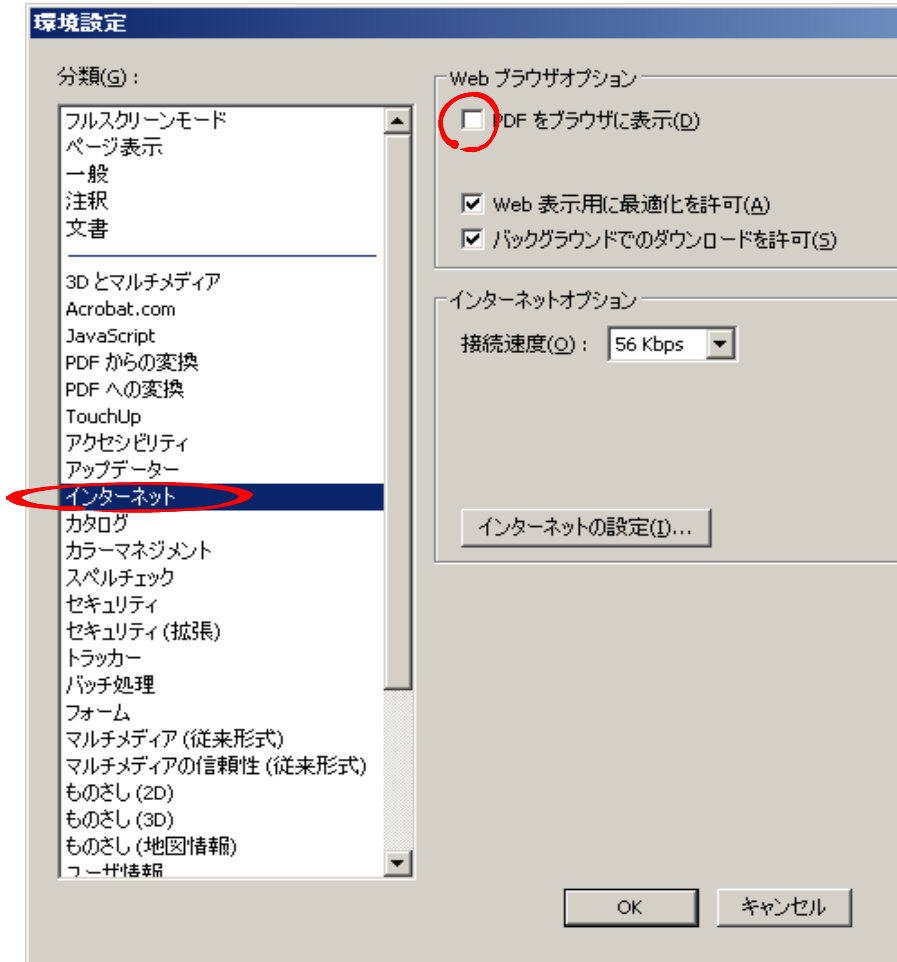 環境設定
分類(G) :
フルスクリーンモード
ページ表示
一般
注釈
文書
3D とマルチメディア
Acrobat.com
JavaScript
PDF からの変換
PDF への変換
TouchUp
アクセシビリティ
アップデーター
インターネット
カタログ
カラーマネジメント
スペルチェック
セキュリティ
セキュリティ (拡張)
トラッカー
バッチ処理
フォーム
マルチメディア (従来形式)
マルチメディアの信頼性 (従来形式)
ものさし (2D)
ものさし (3D)
ものさし (地図情報)
ユーザ情報
Web ブラウザオプション
PDF をブラウザに表示(D)
Web 表示用に最適化を許可(A)
バックグラウンドでのダウンロードを許可(S)
インターネットオプション
接続速度(O) : 56 Kbps
インターネットの設定(I)...
OK キャンセル